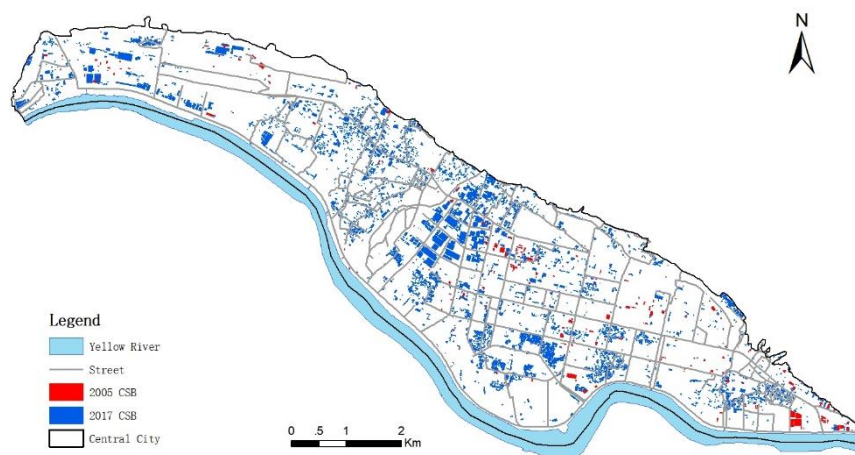 N
Legend
Yellow River
Street
2005 CSB
2017 CSB
Central City
0 .5 1 2
Km